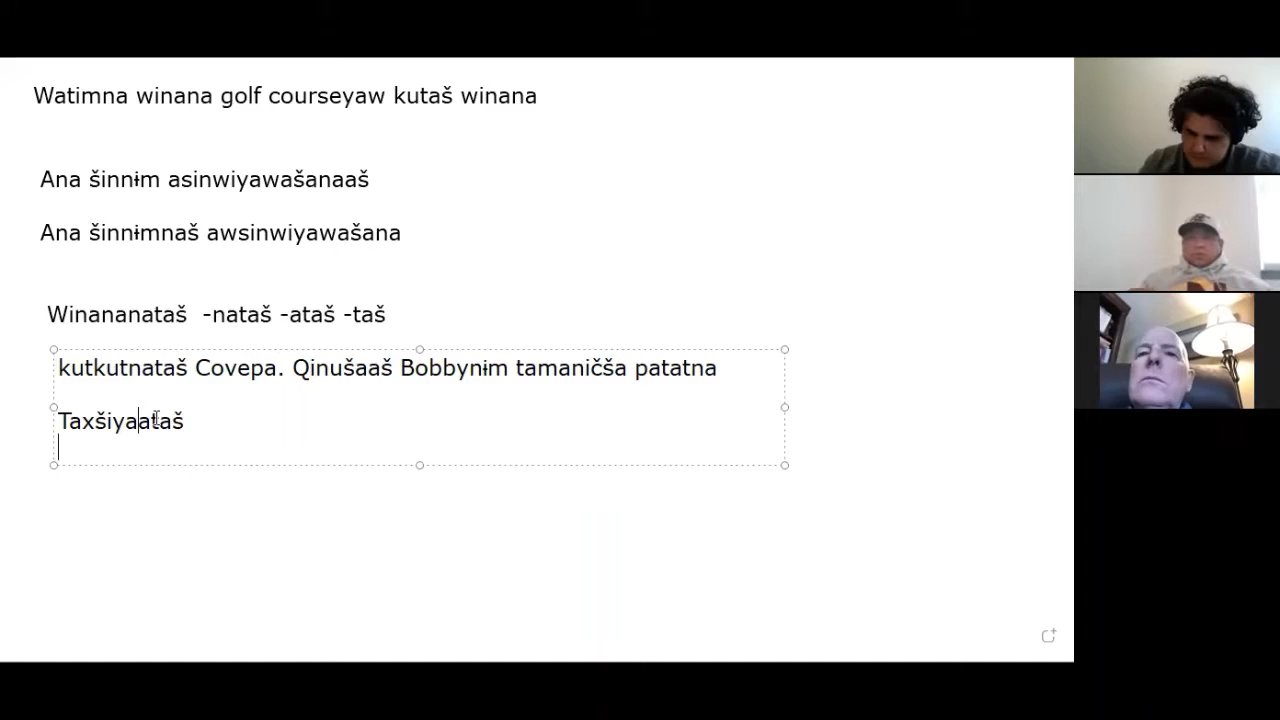 Watimna winana golf courseyaw kutaš winana
Ana šinnɨm asinwiyawašanaaš
Ana šinnɨmnaš awsinwiyawašana
Winananataš -nataš -ataš -taš
kutkutnataš Covepa. Qinušaaš Bobbynɨm tamaničša patatna
Taxšiyaataš